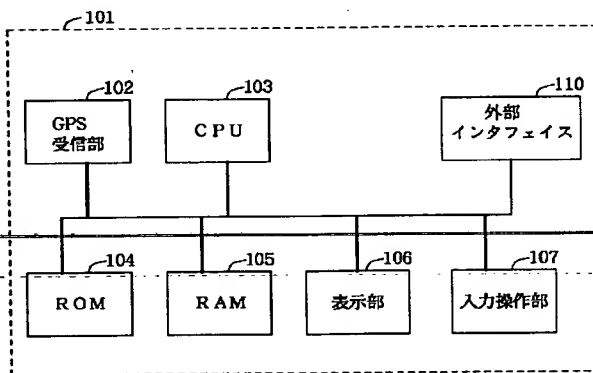 101
102
103
110
GPS
受信部
CPU
外部
インタフェイス
104
105
106
107
ROM
RAM
表示部
入力操作部